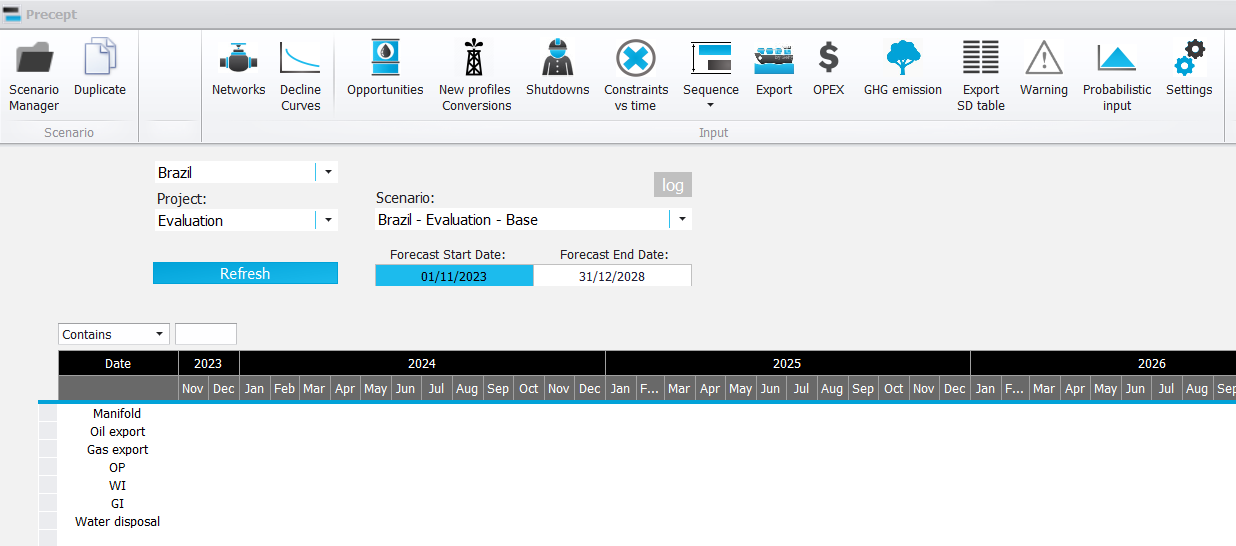 Precept
Scenario Manager
Duplicate
Networks
Decline Curves
Opportunities
New profiles Conversions
Shutdowns
Constraints vs time
Sequence
Export
OPEX
GHG emission
Export SD table
Warning
Probabilistic input
Settings
Scenario
Input
Brazil
Project:
Evaluation
Refresh
log
Scenario:
Brazil - Evaluation - Base
Forecast Start Date: Forecast End Date:
01/11/2023 31/12/2028
Contains
Date 2023 2024 2025 2026
Nov Dec Jan Feb Mar Apr May Jun Jul Aug Sep Oct Nov Dec Jan F... Mar Apr May Jun Jul Aug Sep Oct Nov Dec Jan F... Mar Apr May Jun Jul Aug Sep
Manifold
Oil export
Gas export
OP
WI
GI
Water disposal